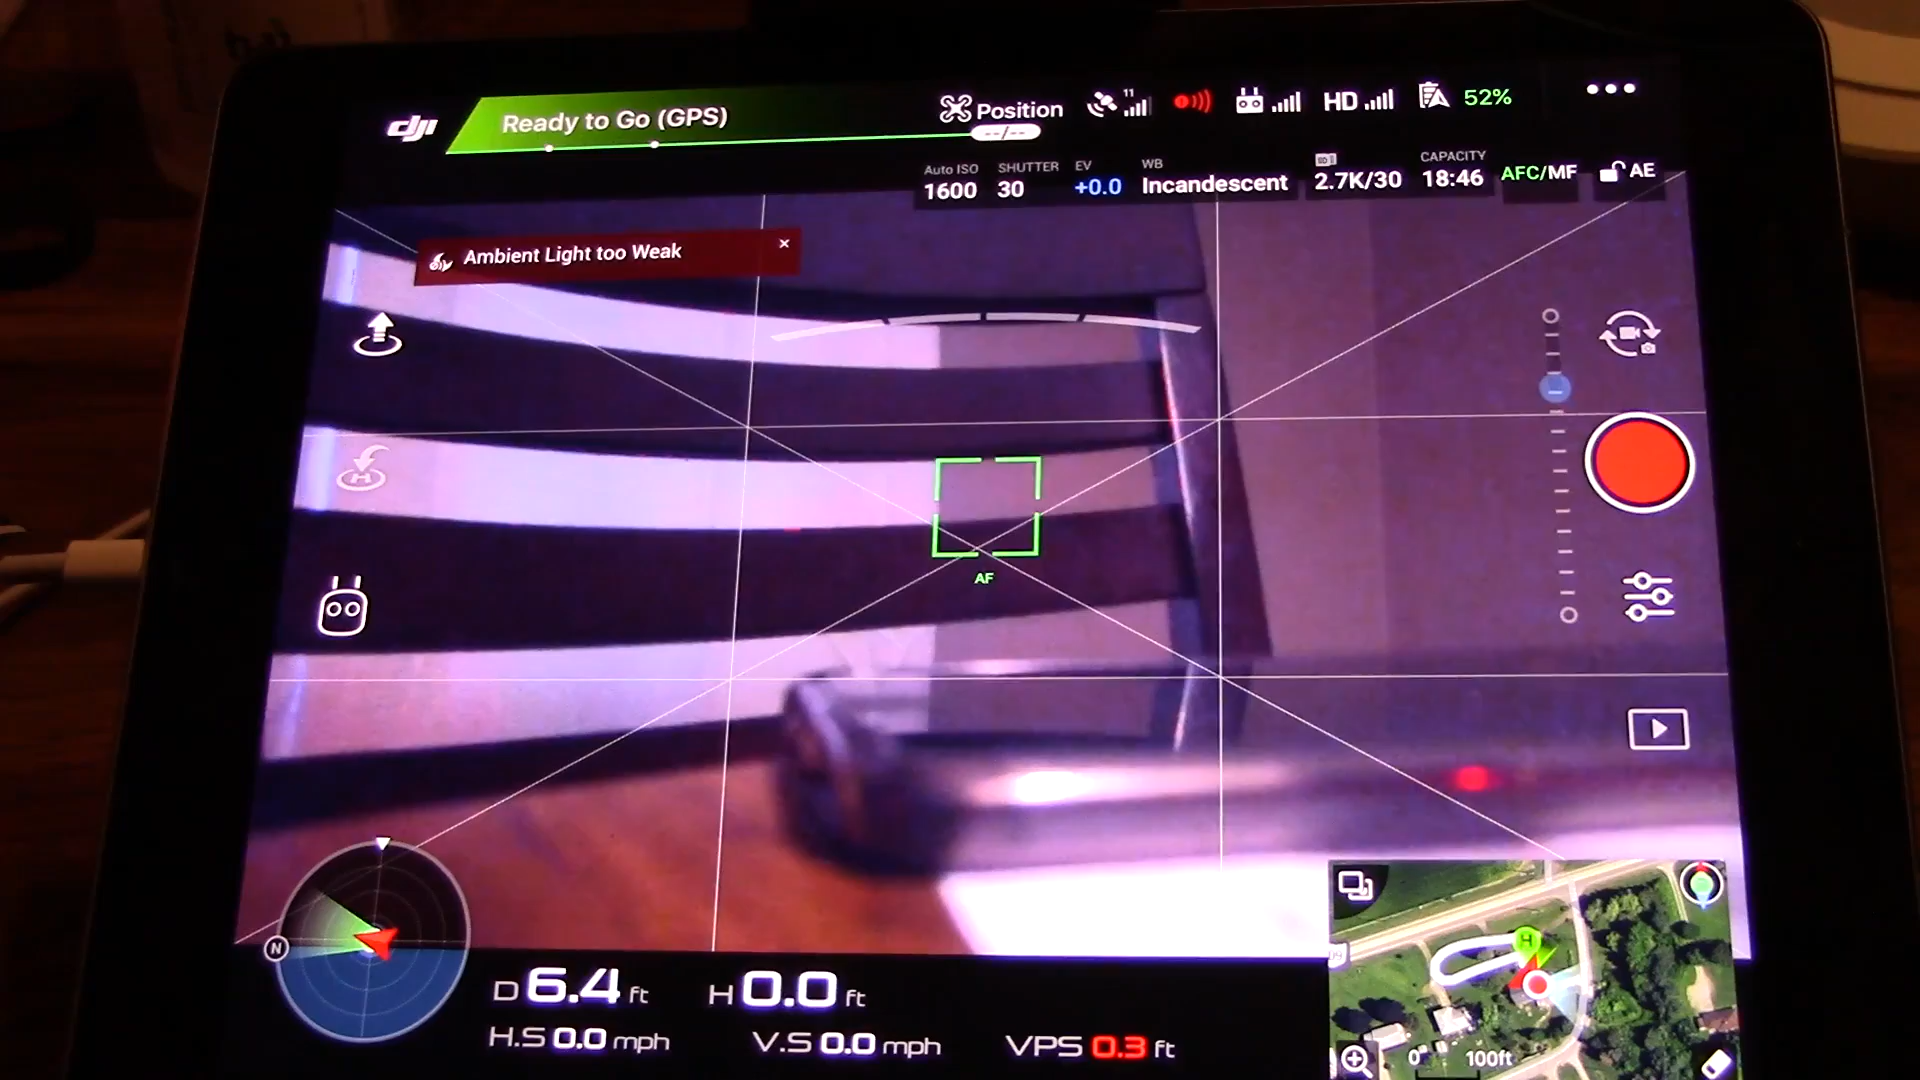 dji
Ready to Go (GPS)
Position
11
HD
52%
--/--
Auto ISO
1600
SHUTTER
30
EV
+0.0
WB
Incandescent
2.7K/30
CAPACITY
18:46
AFC/MF
AE
Ambient Light too Weak
×
H
AF
N
D 6.4 ft
H 0.0 ft
H.S 0.0 mph
V.S 0.0 mph
VPS 0.3 ft
H
0
100ft